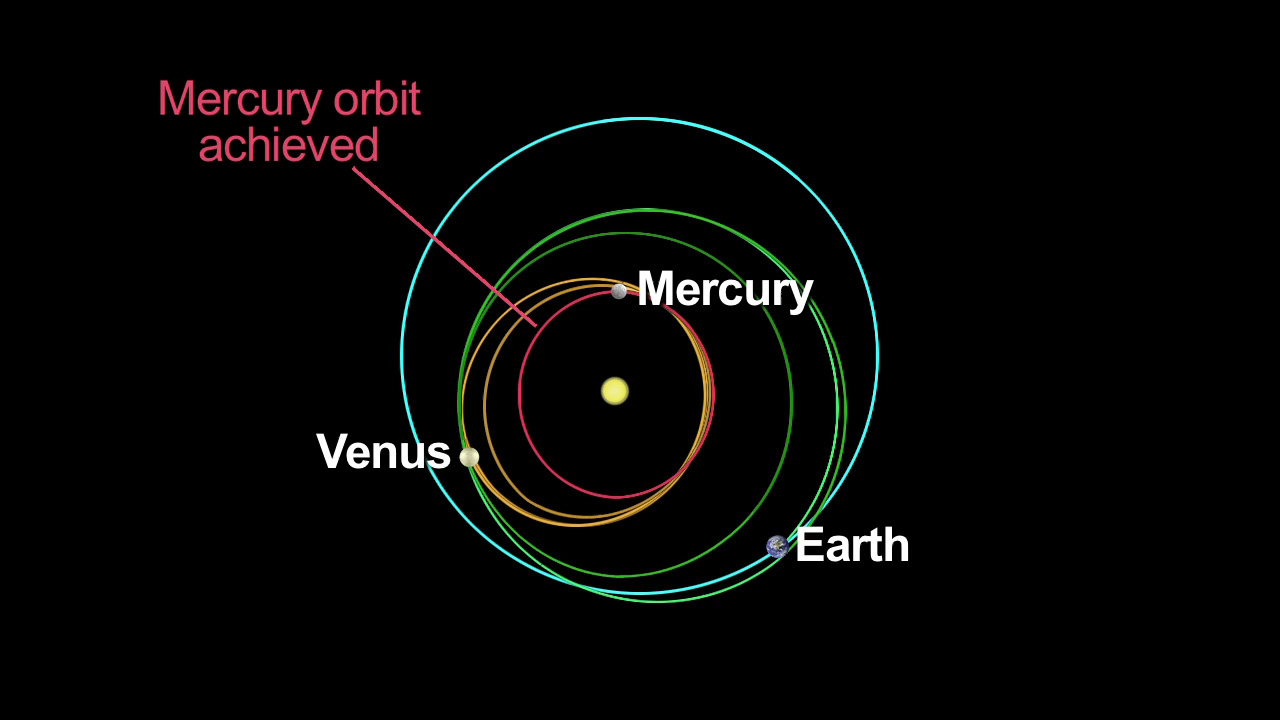 Mercury orbit
achieved
Mercury
Venus
Earth